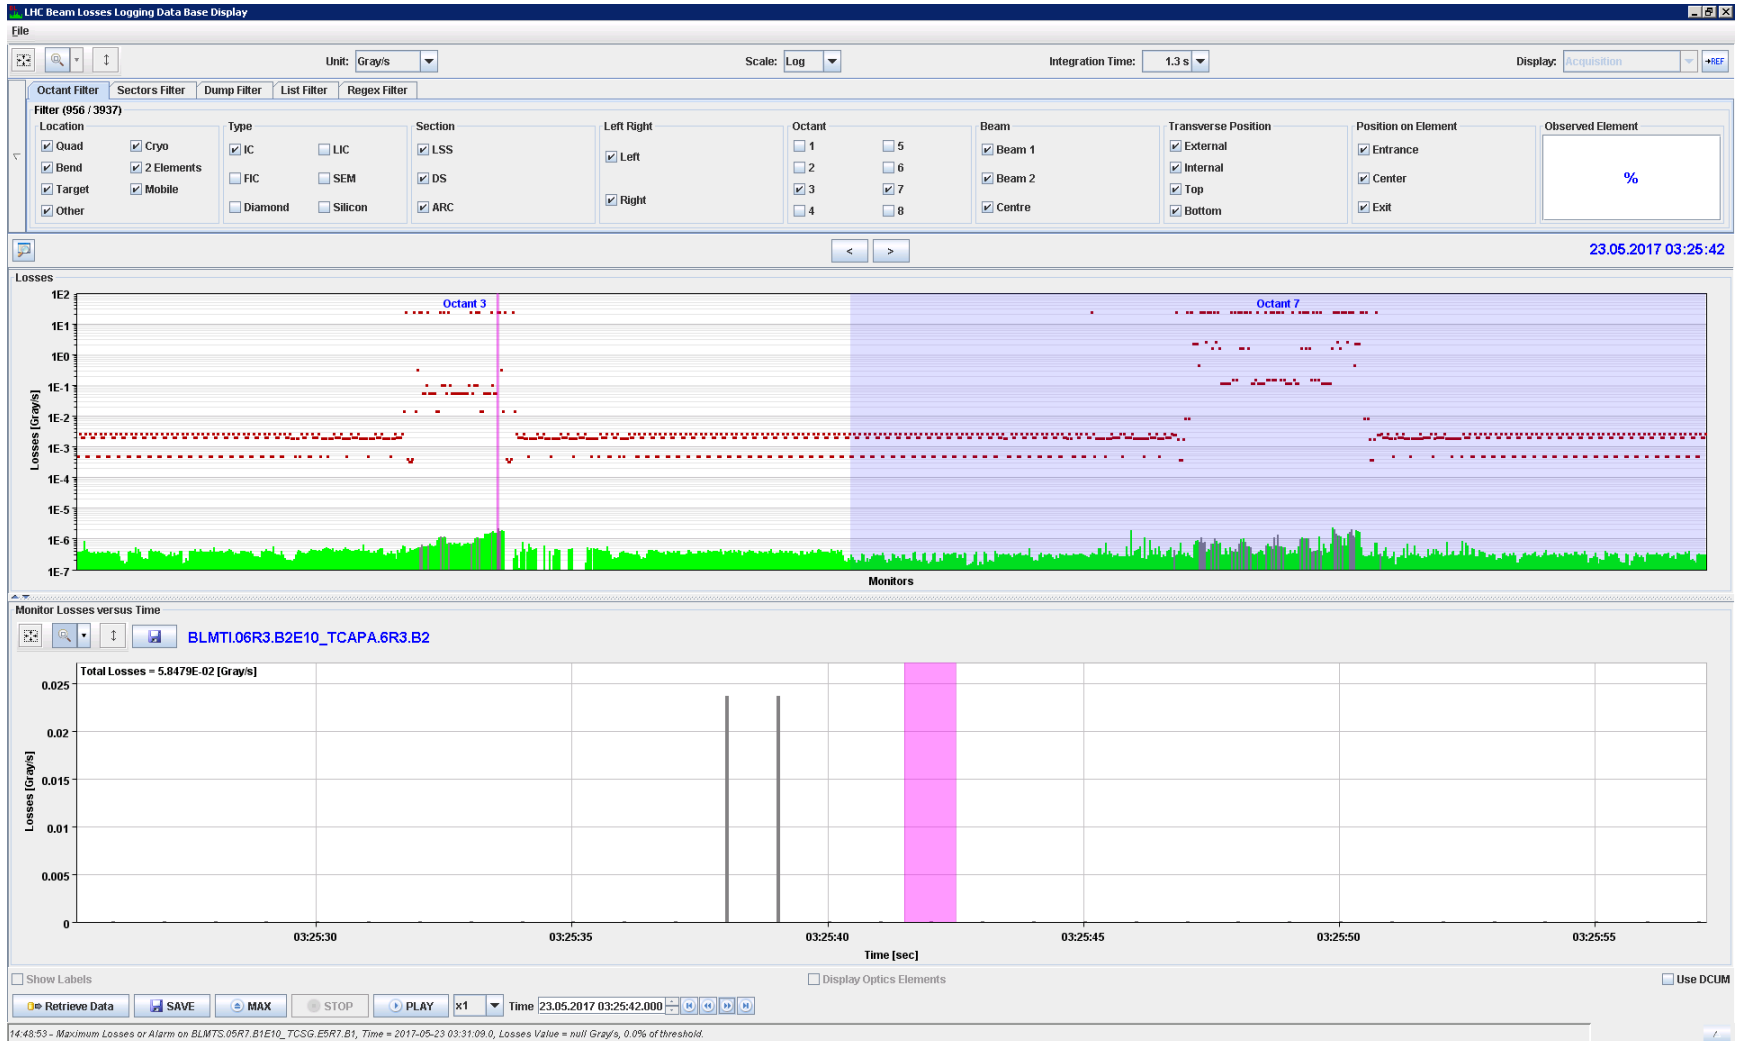 LHC Beam Losses Logging Data Base Display
File
Unit: Gray/s Scale: Log Integration Time: 1.3 s Display: Acquisition REF
Octant Filter Sectors Filter Dump Filter List Filter Regex Filter
Filter (956 / 3937)
Location Type Section Left Right Octant Beam Transverse Position Position on Element Observed Element
Quad Cryo IC LIC LSS Left 1 5 Beam 1 External Entrance
Bend 2 Elements FIC SEM DS 2 6 Beam 2 Internal Center %
Target Mobile Diamond Silicon ARC Right 3 7 Centre Top Exit
Other 4 8 Bottom
< > 23.05.2017 03:25:42
Losses
Octant 3 Octant 7
1E2
1E1
1E0
1E-1
1E-2
1E-3
1E-4
1E-5
1E-6
1E-7
Losses [Gray/s]
Monitors
Monitor Losses versus Time
BLMTI.06R3.B2E10_TCAPA.6R3.B2
Total Losses = 5.8479E-02 [Gray/s]
0.025
0.02
0.015
0.01
0.005
0
Losses [Gray/s]
03:25:30 03:25:35 03:25:40 03:25:45 03:25:50 03:25:55
Time [sec]
Show Labels Display Optics Elements Use DCUM
Retrieve Data SAVE MAX STOP PLAY x1 Time 23.05.2017 03:25:42.000
14:48:53 - Maximum Losses or Alarm on BLMTS.05R7.B1E10_TCSG.E5R7.B1, Time = 2017-05-23 03:31:09.0, Losses Value = null Gray/s, 0.0% of threshold.